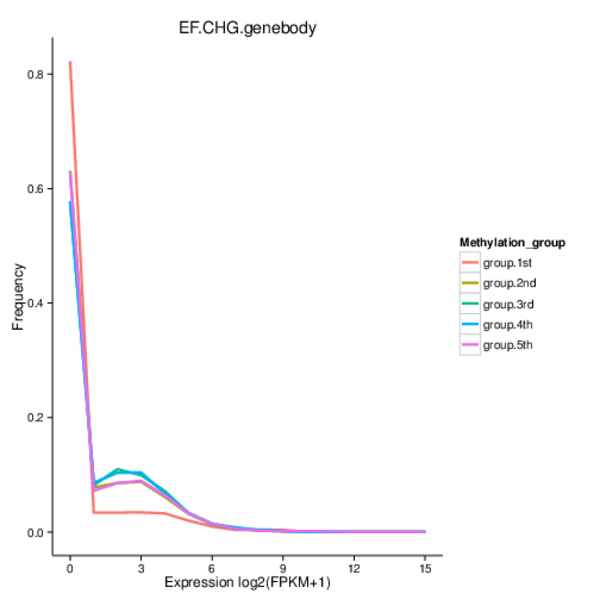 EF.CHG.genebody
0.8
0.6
0.4
0.2
0.0
Frequency
0
3
6
9
12
15
Expression log2(FPKM+1)
Methylation_group
group.1st
group.2nd
group.3rd
group.4th
group.5th